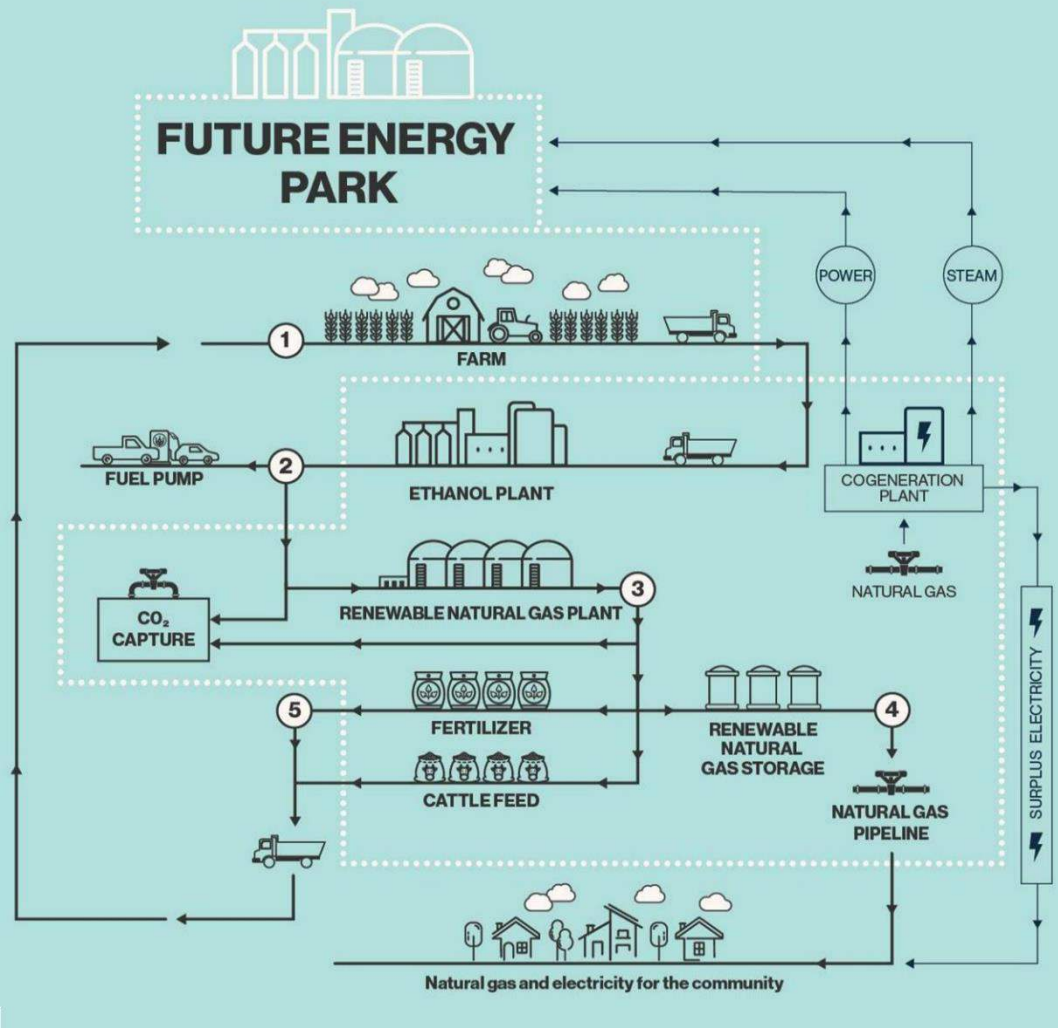 FUTURE ENERGY
PARK
POWER
STEAM
1
FARM
2
FUEL PUMP
ETHANOL PLANT
COGENERATION
PLANT
NATURAL GAS
CO₂
CAPTURE
RENEWABLE NATURAL GAS PLANT
3
5
FERTILIZER
RENEWABLE
NATURAL
GAS STORAGE
4
CATTLE FEED
NATURAL GAS
PIPELINE
SURPLUS ELECTRICITY
Natural gas and electricity for the community